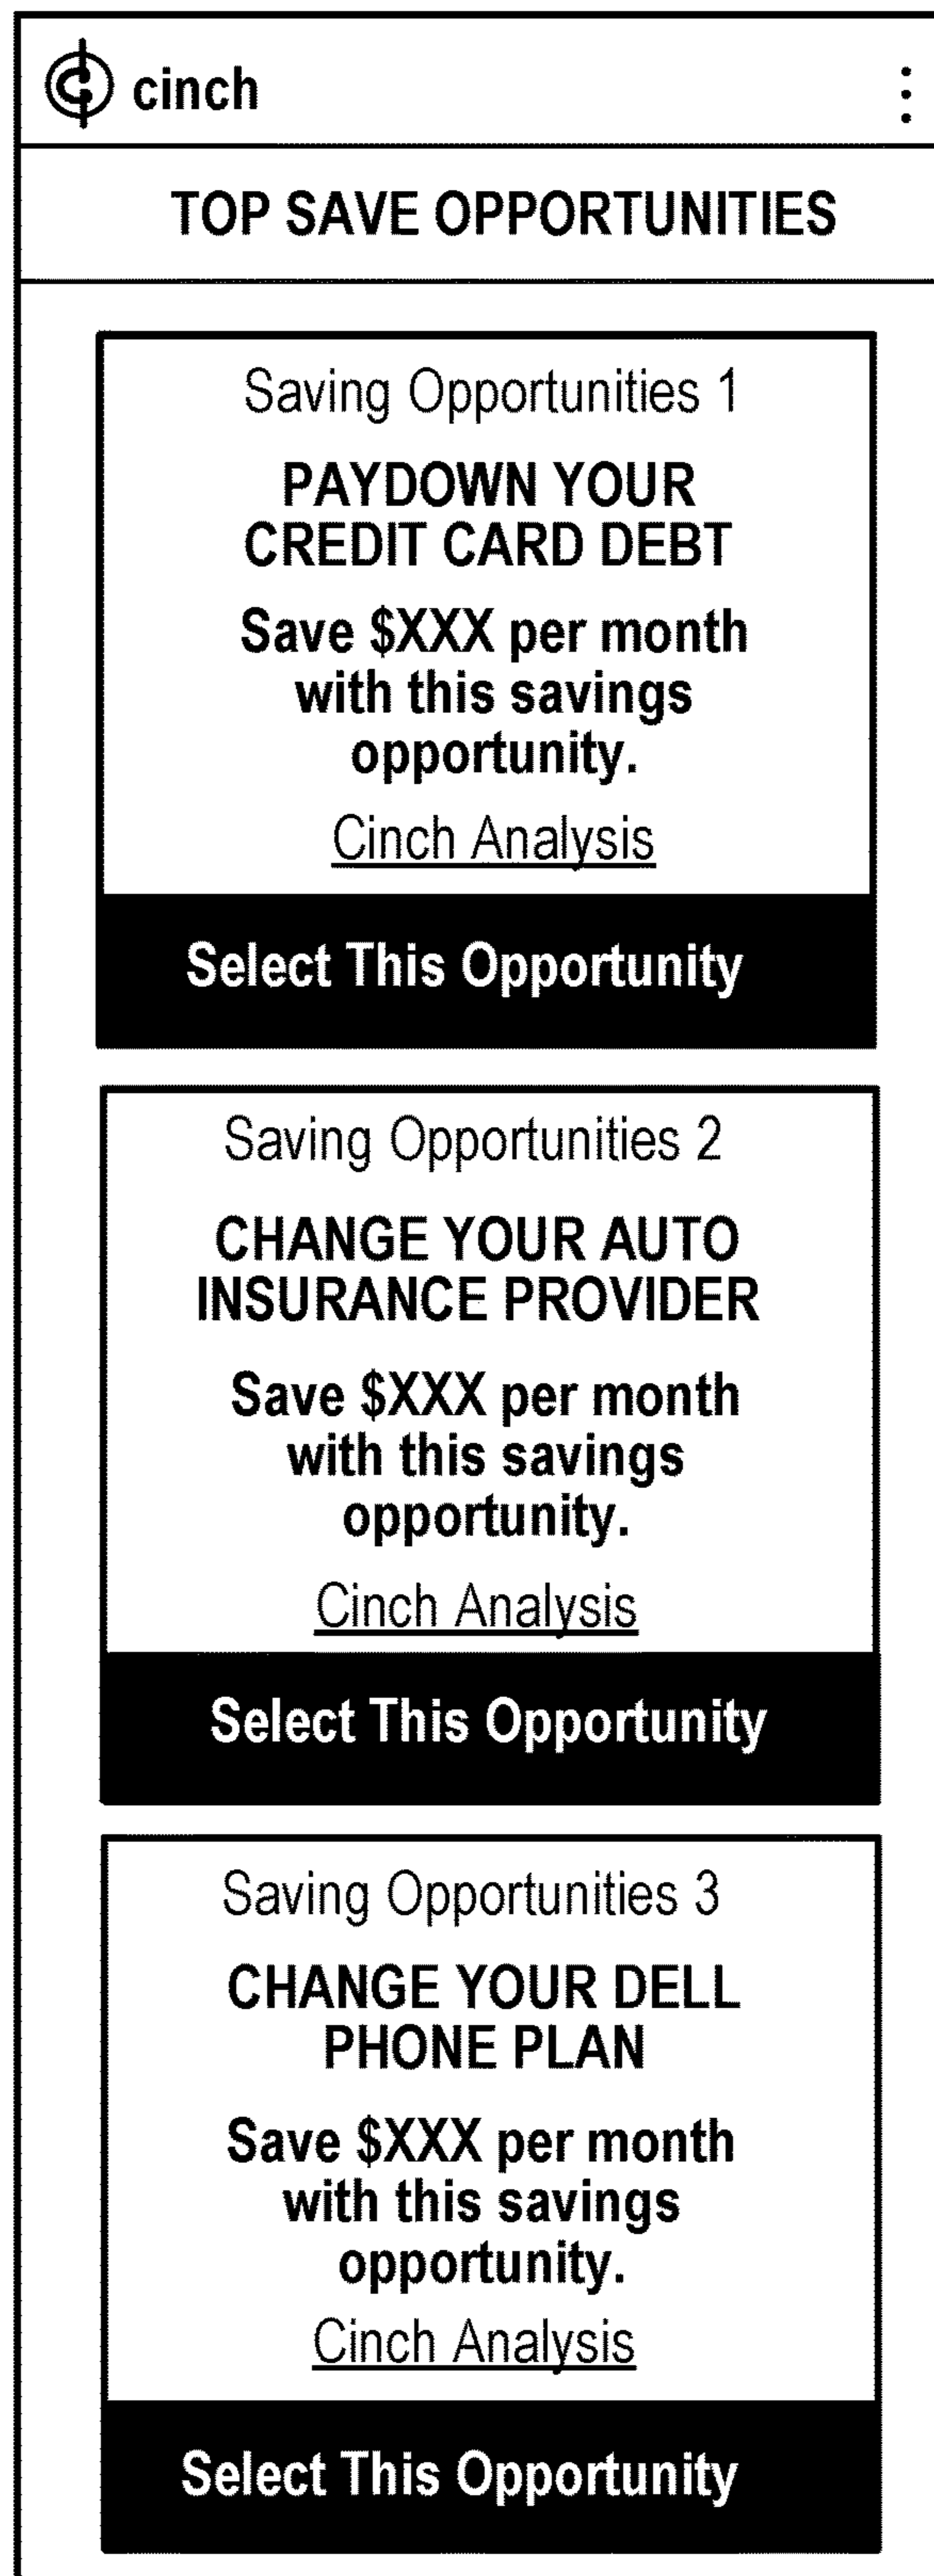 cinch
TOP SAVE OPPORTUNITIES
Saving Opportunities 1
PAYDOWN YOUR
CREDIT CARD DEBT
Save $XXX per month
with this savings
opportunity.
Cinch Analysis
Select This Opportunity
Saving Opportunities 2
CHANGE YOUR AUTO
INSURANCE PROVIDER
Save $XXX per month
with this savings
opportunity.
Cinch Analysis
Select This Opportunity
Saving Opportunities 3
CHANGE YOUR DELL
PHONE PLAN
Save $XXX per month
with this savings
opportunity.
Cinch Analysis
Select This Opportunity